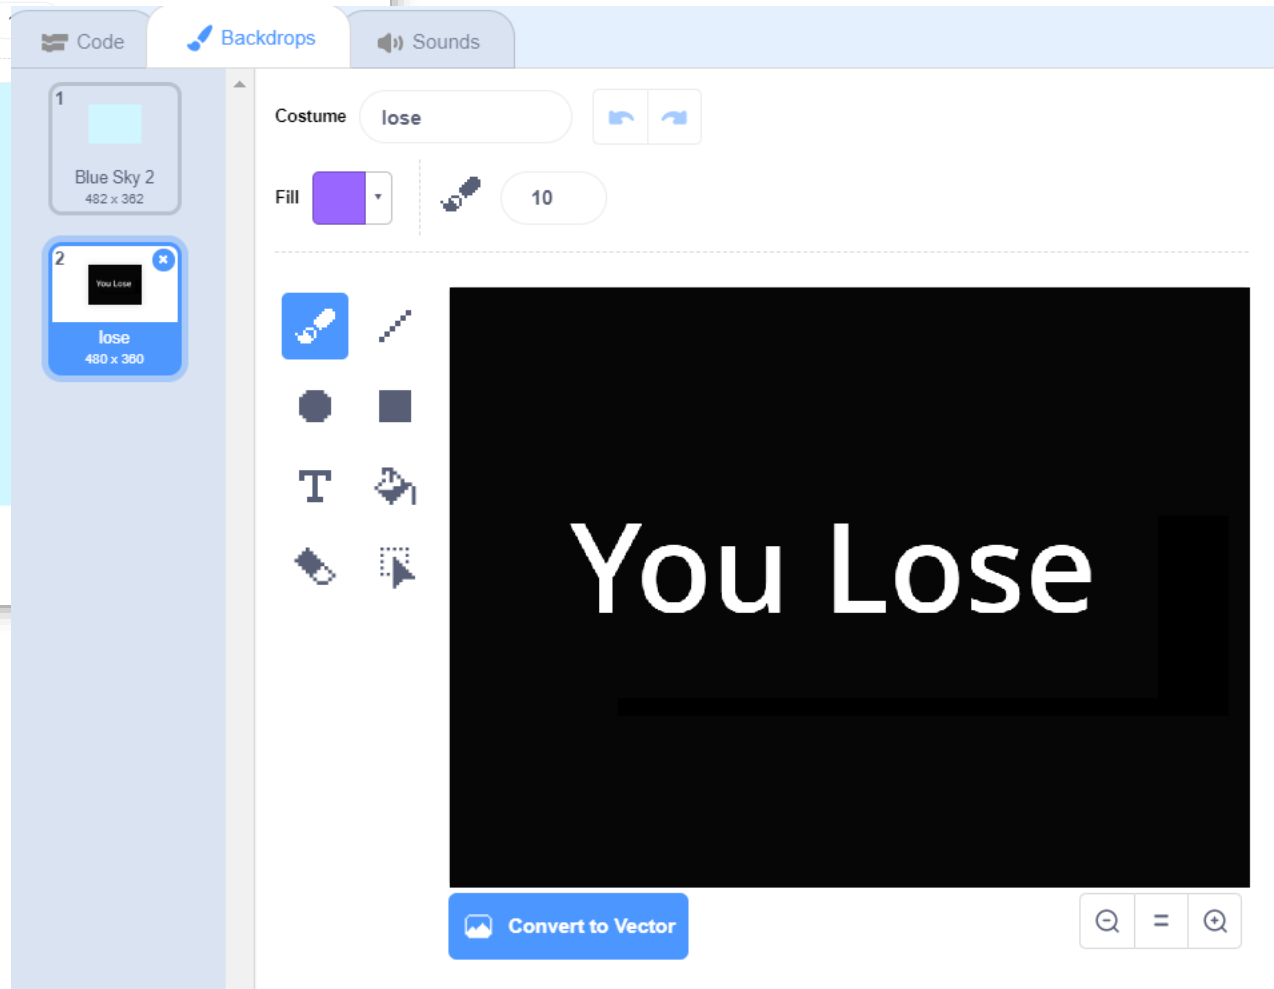 Code
Backdrops
Sounds
1
Blue Sky 2
482 x 362
2
You Lose
lose
480 x 360
Costume
lose
Fill
10
T
You Lose
Convert to Vector